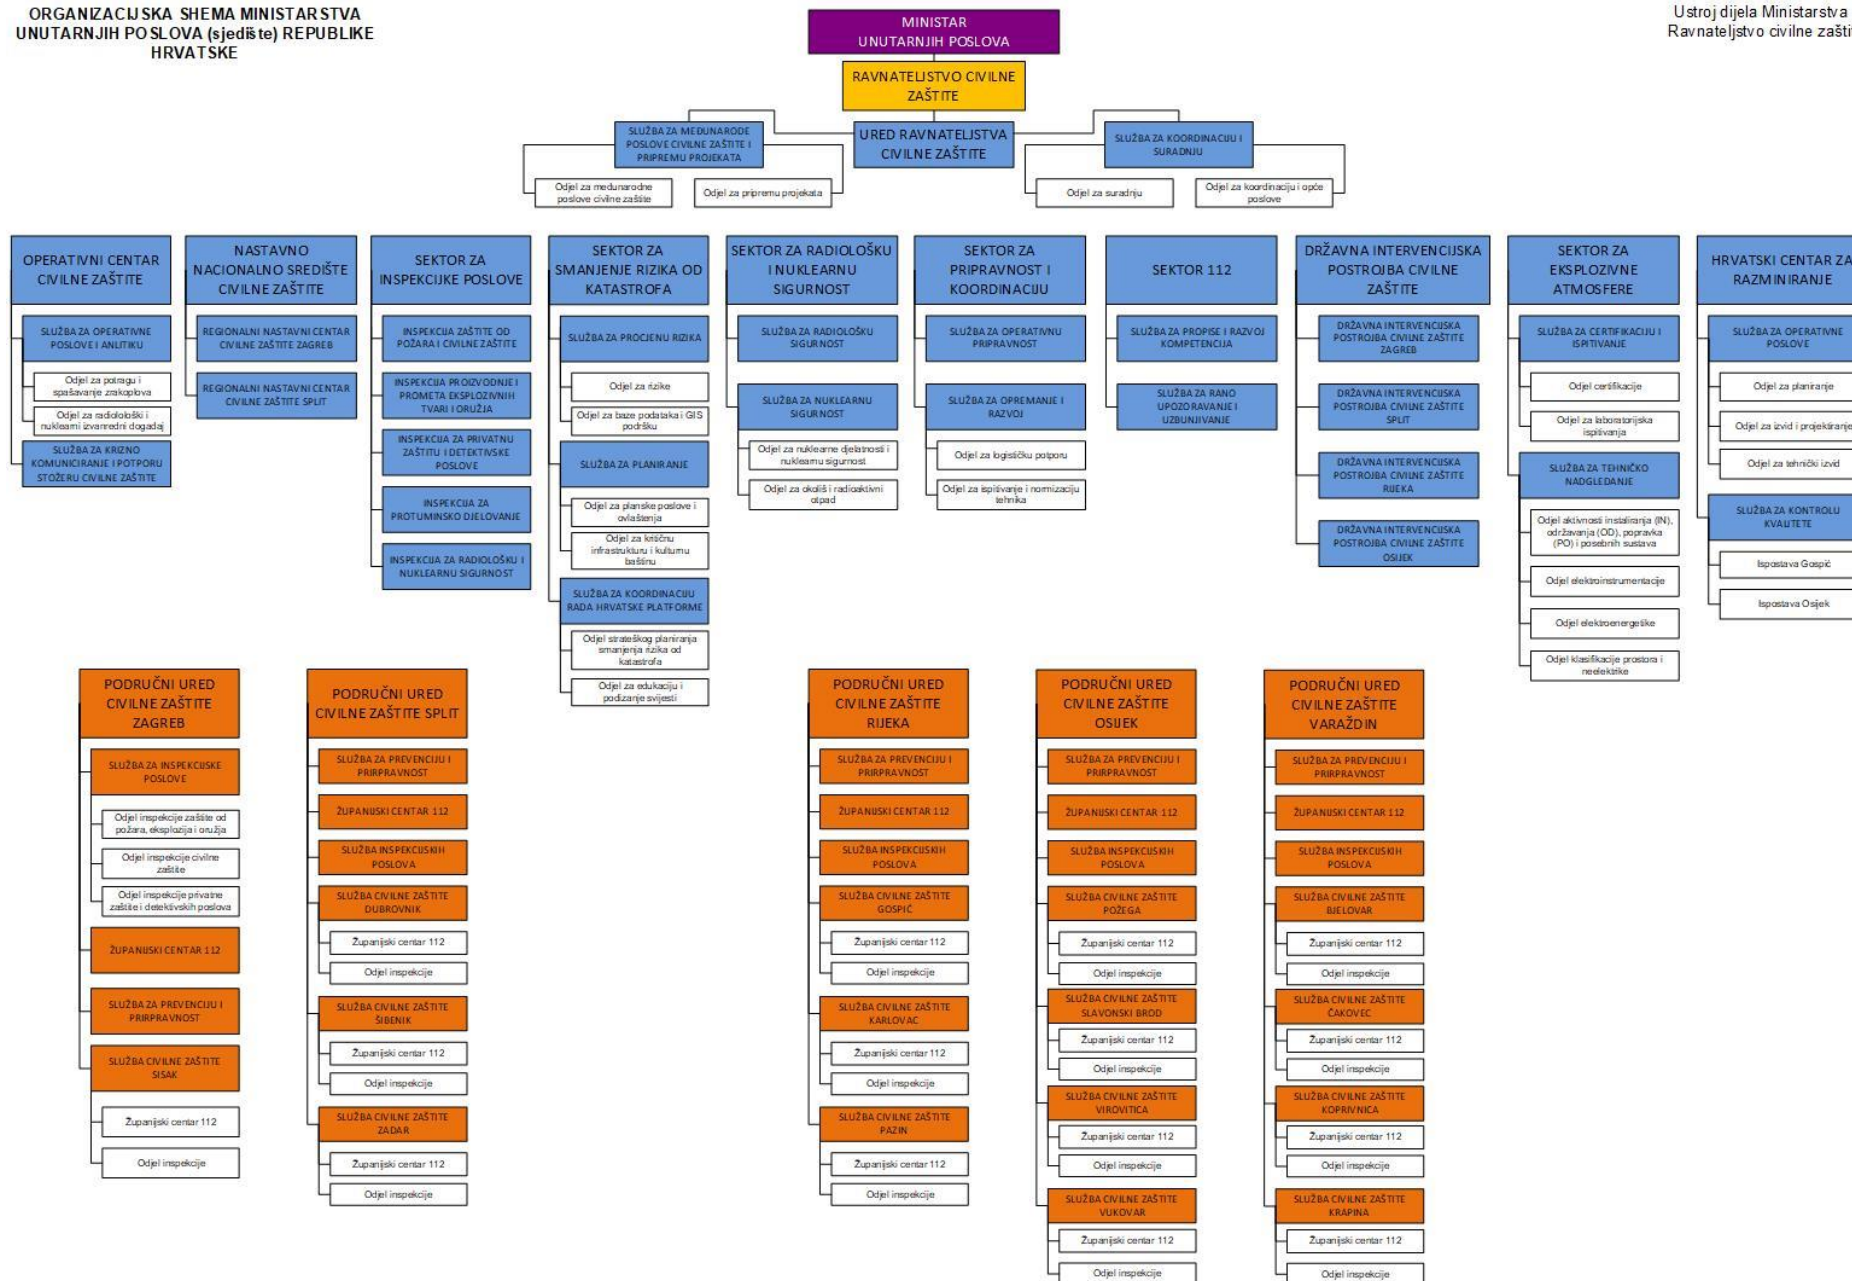 ORGANIZACIJSKA SHEMA MINISTARSTVA
UNUTARNJIH POSLOVA (sjedište) REPUBLIKE
HRVATSKE
Ustroj dijela Ministarstva
Ravnateljstvo civilne zašti
MINISTAR
UNUTARNJIH POSLOVA
RAVNATELJSTVO CIVILNE
ZAŠTITE
URED RAVNATELJSTVA
CIVILNE ZAŠTITE
SLUŽBA ZA MEĐUNARODE
POSLOVE CIVILNE ZAŠTITE I
PRIPREMU PROJEKATA
Odjel za međunarodne
poslove civilne zaštite
Odjel za pripremu projekata
SLUŽBA ZA KOORDINACIJU I
SURADNJU
Odjel za suradnju
Odjel za koordinaciju i opće
poslove
OPERATIVNI CENTAR
CIVILNE ZAŠTITE
SLUŽBA ZA OPERATIVNE
POSLOVE I ANLITIKU
Odjel za potragu i
spašavanje zrakoplova
Odjel za radiolološki i
nuklearni izvanredni događaj
SLUŽBA ZA KRIZNO
KOMUNICIRANJE I POTPORU
STOŽERU CIVILNE ZAŠTITE
NASTAVNO
NACIONALNO SREDIŠTE
CIVILNE ZAŠTITE
REGIONALNI NASTAVNI CENTAR
CIVILNE ZAŠTITE ZAGREB
REGIONALNI NASTAVNI CENTAR
CIVILNE ZAŠTITE SPLIT
SEKTOR ZA
INSPEKCIJKE POSLOVE
INSPEKCIJA ZAŠTITE OD
POŽARA I CIVILNE ZAŠTITE
INSPEKCIJA PROIZVODNJE I
PROMETA EKSPLOZIVNIH
TVARI I ORUŽJA
INSPEKCIJA ZA PRIVATNU
ZAŠTITU I DETEKTIVSKE
POSLOVE
INSPEKCIJA ZA
PROTUMINSKO DJELOVANJE
INSPEKCIJA ZA RADIOLOŠKU I
NUKLEARNU SIGURNOST
SEKTOR ZA
SMANJENJE RIZIKA OD
KATASTROFA
SLUŽBA ZA PROCJENU RIZIKA
Odjel za rizike
Odjel za baze podataka i GIS
podršku
SLUŽBA ZA PLANIRANJE
Odjel za planske poslove i
ovlaštenja
Odjel za kritičnu
infrastrukturu i kulturnu
baštinu
SLUŽBA ZA KOORDINACIJU
RADA HRVATSKE PLATFORME
Odjel strateškog planiranja
smanjenja rizika od
katastrofa
Odjel za edukaciju i
podizanje svijesti
SEKTOR ZA RADIOLOŠKU
I NUKLEARNU
SIGURNOST
SLUŽBA ZA RADIOLOŠKU
SIGURNOST
SLUŽBA ZA NUKLEARNU
SIGURNOST
Odjel za nuklearne djelatnosti i
nuklearnu sigurnost
Odjel za okoliš i radioaktivni
otpad
SEKTOR ZA
PRIPRAVNOST I
KOORDINACIJU
SLUŽBA ZA OPERATIVNU
PRIPRAVNOST
SLUŽBA ZA OPREMANJE I
RAZVOJ
Odjel za logističku potporu
Odjel za ispitivanje i normizaciju
tehnika
SEKTOR 112
SLUŽBA ZA PROPISE I RAZVOJ
KOMPETENCIJA
SLUŽBA ZA RANO
UPOZORAVANJE I
UZBUNJIVANJE
DRŽAVNA INTERVENCIJSKA
POSTROJBA CIVILNE
ZAŠTITE
DRŽAVNA INTERVENCIJSKA
POSTROJBA CIVILNE ZAŠTITE
ZAGREB
DRŽAVNA INTERVENCIJSKA
POSTROJBA CIVILNE ZAŠTITE
SPLIT
DRŽAVNA INTERVENCIJSKA
POSTROJBA CIVILNE ZAŠTITE
RIJEKA
DRŽAVNA INTERVENCIJSKA
POSTROJBA CIVILNE ZAŠTITE
OSIJEK
SEKTOR ZA
EKSPLOZIVNE
ATMOSFERE
SLUŽBA ZA CERTIFIKACIJU I
ISPITIVANJE
Odjel certifikacije
Odjel za laboratorijska
ispitivanja
SLUŽBA ZA TEHNIČKO
NADGLEDANJE
Odjel aktivnosti instaliranja (IN),
održavanja (OD), popravka
(PO) i posebnih sustava
Odjel elektroinstrumentacije
Odjel elektroenergetike
Odjel klasifikacije prostora i
neelektrike
HRVATSKI CENTAR ZA
RAZMINIRANJE
SLUŽBA ZA OPERATIVNE
POSLOVE
Odjel za planiranje
Odjel za izvid i projektiranje
Odjel za tehnički izvid
SLUŽBA ZA KONTROLU
KVALITETE
Ispostava Gospić
Ispostava Osijek
PODRUČNI URED
CIVILNE ZAŠTITE
ZAGREB
SLUŽBA ZA INSPEKCIJSKE
POSLOVE
Odjel inspekcije zaštite od
požara, eksplozija i oružja
Odjel inspekcije civilne
zaštite
Odjel inspekcije privatne
zaštite i detektivskih poslova
ŽUPANIJSKI CENTAR 112
SLUŽBA ZA PREVENCIJU I
PRIRPRAVNOST
SLUŽBA CIVILNE ZAŠTITE
SISAK
Županijski centar 112
Odjel inspekcije
PODRUČNI URED
CIVILNE ZAŠTITE SPLIT
SLUŽBA ZA PREVENCIJU I
PRIRPRAVNOST
ŽUPANIJSKI CENTAR 112
SLUŽBA INSPEKCIJSKIH
POSLOVA
SLUŽBA CIVILNE ZAŠTITE
DUBROVNIK
Županijski centar 112
Odjel inspekcije
SLUŽBA CIVILNE ZAŠTITE
ŠIBENIK
Županijski centar 112
Odjel inspekcije
SLUŽBA CIVILNE ZAŠTITE
ZADAR
Županijski centar 112
Odjel inspekcije
PODRUČNI URED
CIVILNE ZAŠTITE
RIJEKA
SLUŽBA ZA PREVENCIJU I
PRIRPRAVNOST
ŽUPANIJSKI CENTAR 112
SLUŽBA INSPEKCIJSKIH
POSLOVA
SLUŽBA CIVILNE ZAŠTITE
GOSPIĆ
Županijski centar 112
Odjel inspekcije
SLUŽBA CIVILNE ZAŠTITE
KARLOVAC
Županijski centar 112
Odjel inspekcije
SLUŽBA CIVILNE ZAŠTITE
PAZIN
Županijski centar 112
Odjel inspekcije
PODRUČNI URED
CIVILNE ZAŠTITE
OSIJEK
SLUŽBA ZA PREVENCIJU I
PRIRPRAVNOST
ŽUPANIJSKI CENTAR 112
SLUŽBA INSPEKCIJSKIH
POSLOVA
SLUŽBA CIVILNE ZAŠTITE
POŽEGA
Županijski centar 112
Odjel inspekcije
SLUŽBA CIVILNE ZAŠTITE
SLAVONSKI BROD
Županijski centar 112
Odjel inspekcije
SLUŽBA CIVILNE ZAŠTITE
VIROVITICA
Županijski centar 112
Odjel inspekcije
SLUŽBA CIVILNE ZAŠTITE
VUKOVAR
Županijski centar 112
Odjel inspekcije
PODRUČNI URED
CIVILNE ZAŠTITE
VARAŽDIN
SLUŽBA ZA PREVENCIJU I
PRIRPRAVNOST
ŽUPANIJSKI CENTAR 112
SLUŽBA INSPEKCIJSKIH
POSLOVA
SLUŽBA CIVILNE ZAŠTITE
BJELOVAR
Županijski centar 112
Odjel inspekcije
SLUŽBA CIVILNE ZAŠTITE
ČAKOVEC
Županijski centar 112
Odjel inspekcije
SLUŽBA CIVILNE ZAŠTITE
KOPRIVNICA
Županijski centar 112
Odjel inspekcije
SLUŽBA CIVILNE ZAŠTITE
KRAPINA
Županijski centar 112
Odjel inspekcije